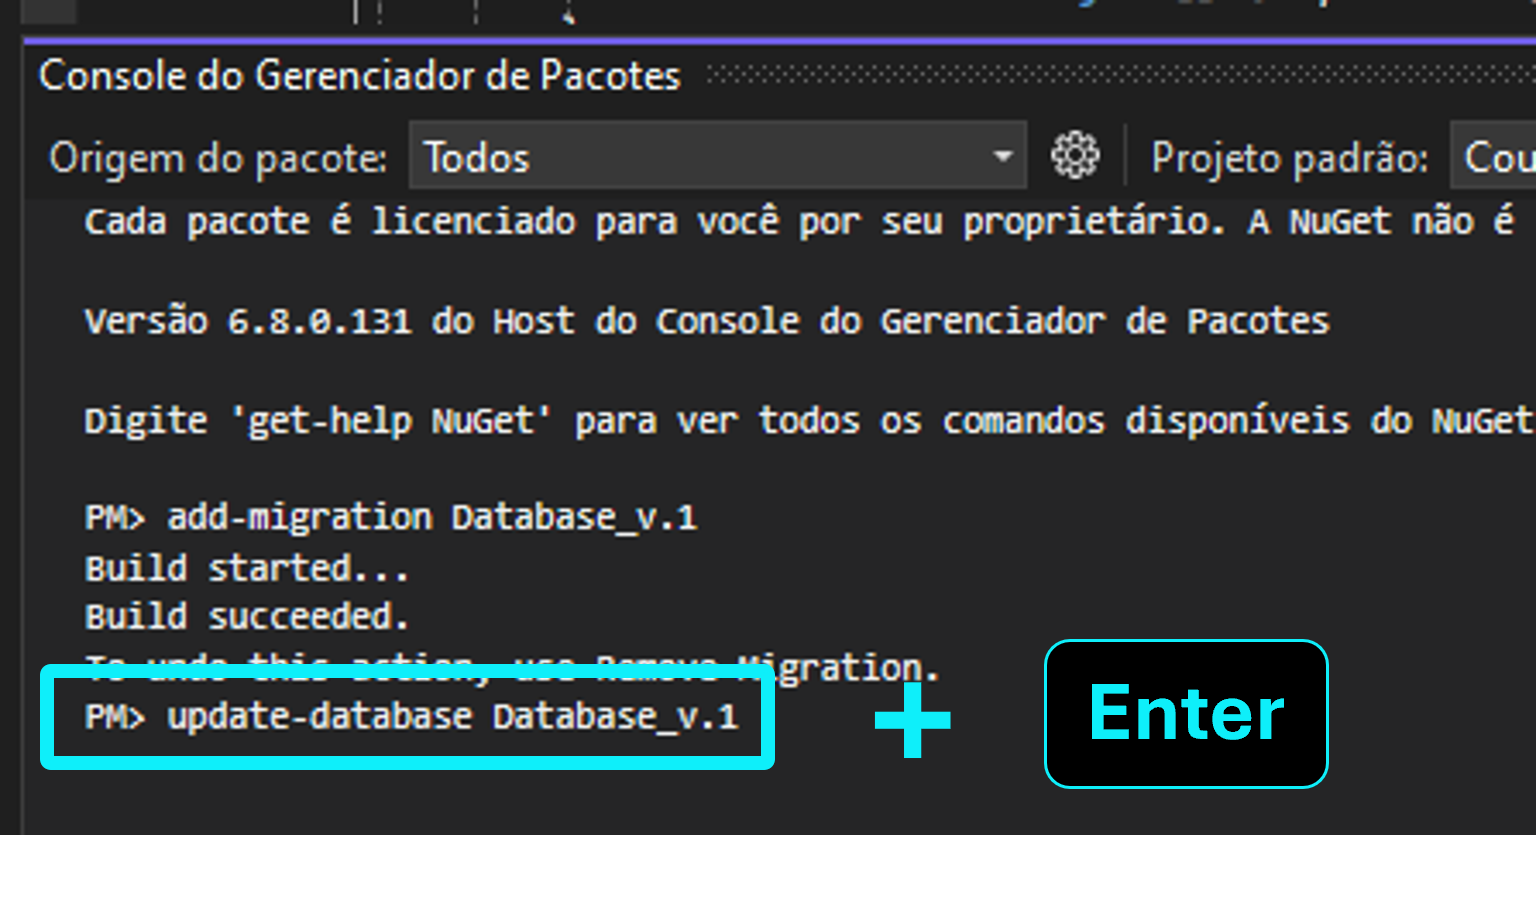 Console do Gerenciador de Pacotes
Origem do pacote: Todos Projeto padrão: Cou
Cada pacote é licenciado para você por seu proprietário. A NuGet não é
Versão 6.8.0.131 do Host do Console do Gerenciador de Pacotes
Digite 'get-help NuGet' para ver todos os comandos disponíveis do NuGet
PM> add-migration Database_v.1
Build started...
Build succeeded.
To undo this action, use Remove-Migration.
PM> update-database Database_v.1
+ Enter